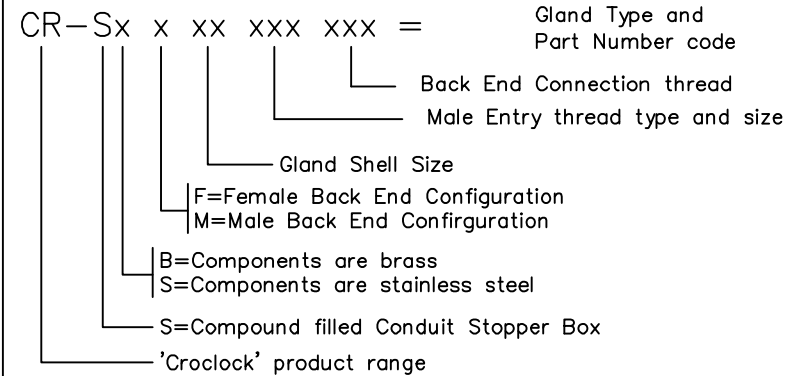 CR-Sx x xx xxx xxx =
Gland Type and
Part Number code
Back End Connection thread
Male Entry thread type and size
Gland Shell Size
F=Female Back End Configuration
M=Male Back End Confirguration
B=Components are brass
S=Components are stainless steel
S=Compound filled Conduit Stopper Box
'Croclock' product range